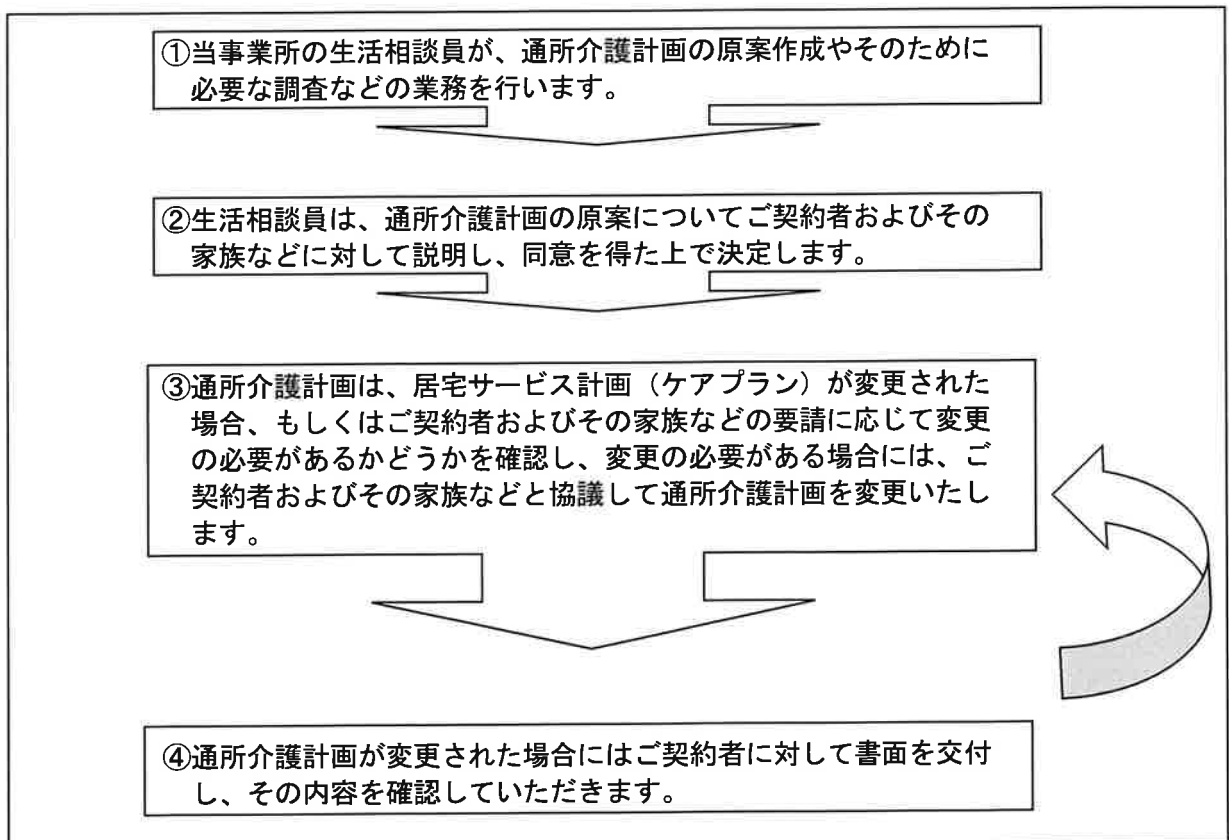 ①当事業所の生活相談員が、通所介護計画の原案作成やそのために
必要な調査などの業務を行います。
②生活相談員は、通所介護計画の原案についてご契約者およびその
家族などに対して説明し、同意を得た上で決定します。
③通所介護計画は、居宅サービス計画（ケアプラン）が変更された
場合、もしくはご契約者およびその家族などの要請に応じて変更
の必要があるかどうかを確認し、変更の必要がある場合には、ご
契約者およびその家族などと協議して通所介護計画を変更いたし
ます。
④通所介護計画が変更された場合にはご契約者に対して書面を交付
し、その内容を確認していただきます。